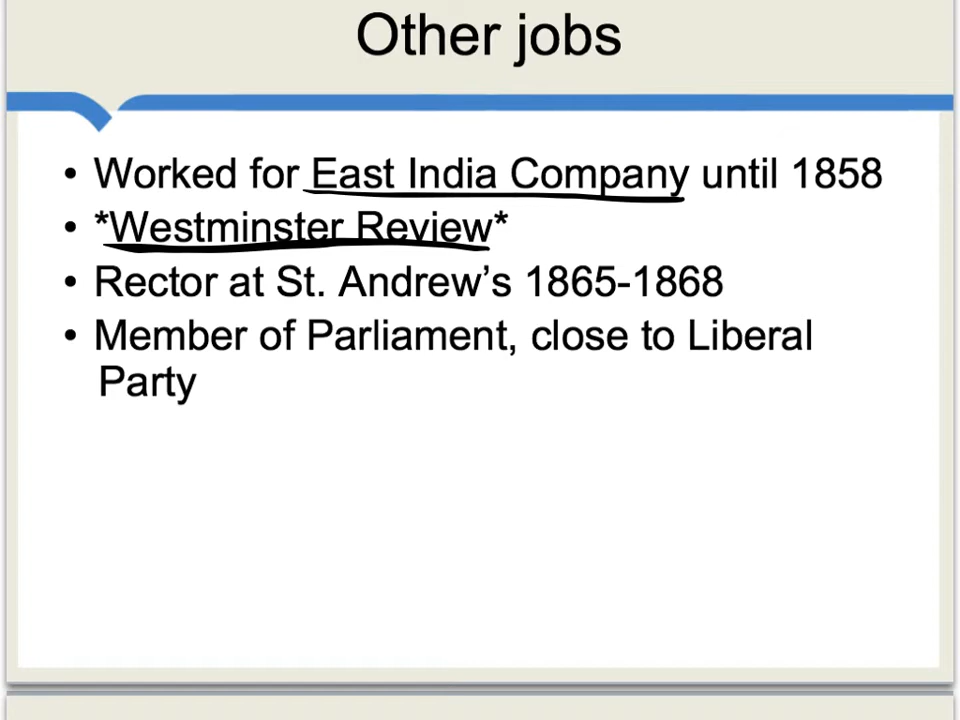 Other jobs
• Worked for East India Company until 1858
• *Westminster Review*
• Rector at St. Andrew’s 1865-1868
• Member of Parliament, close to Liberal
Party